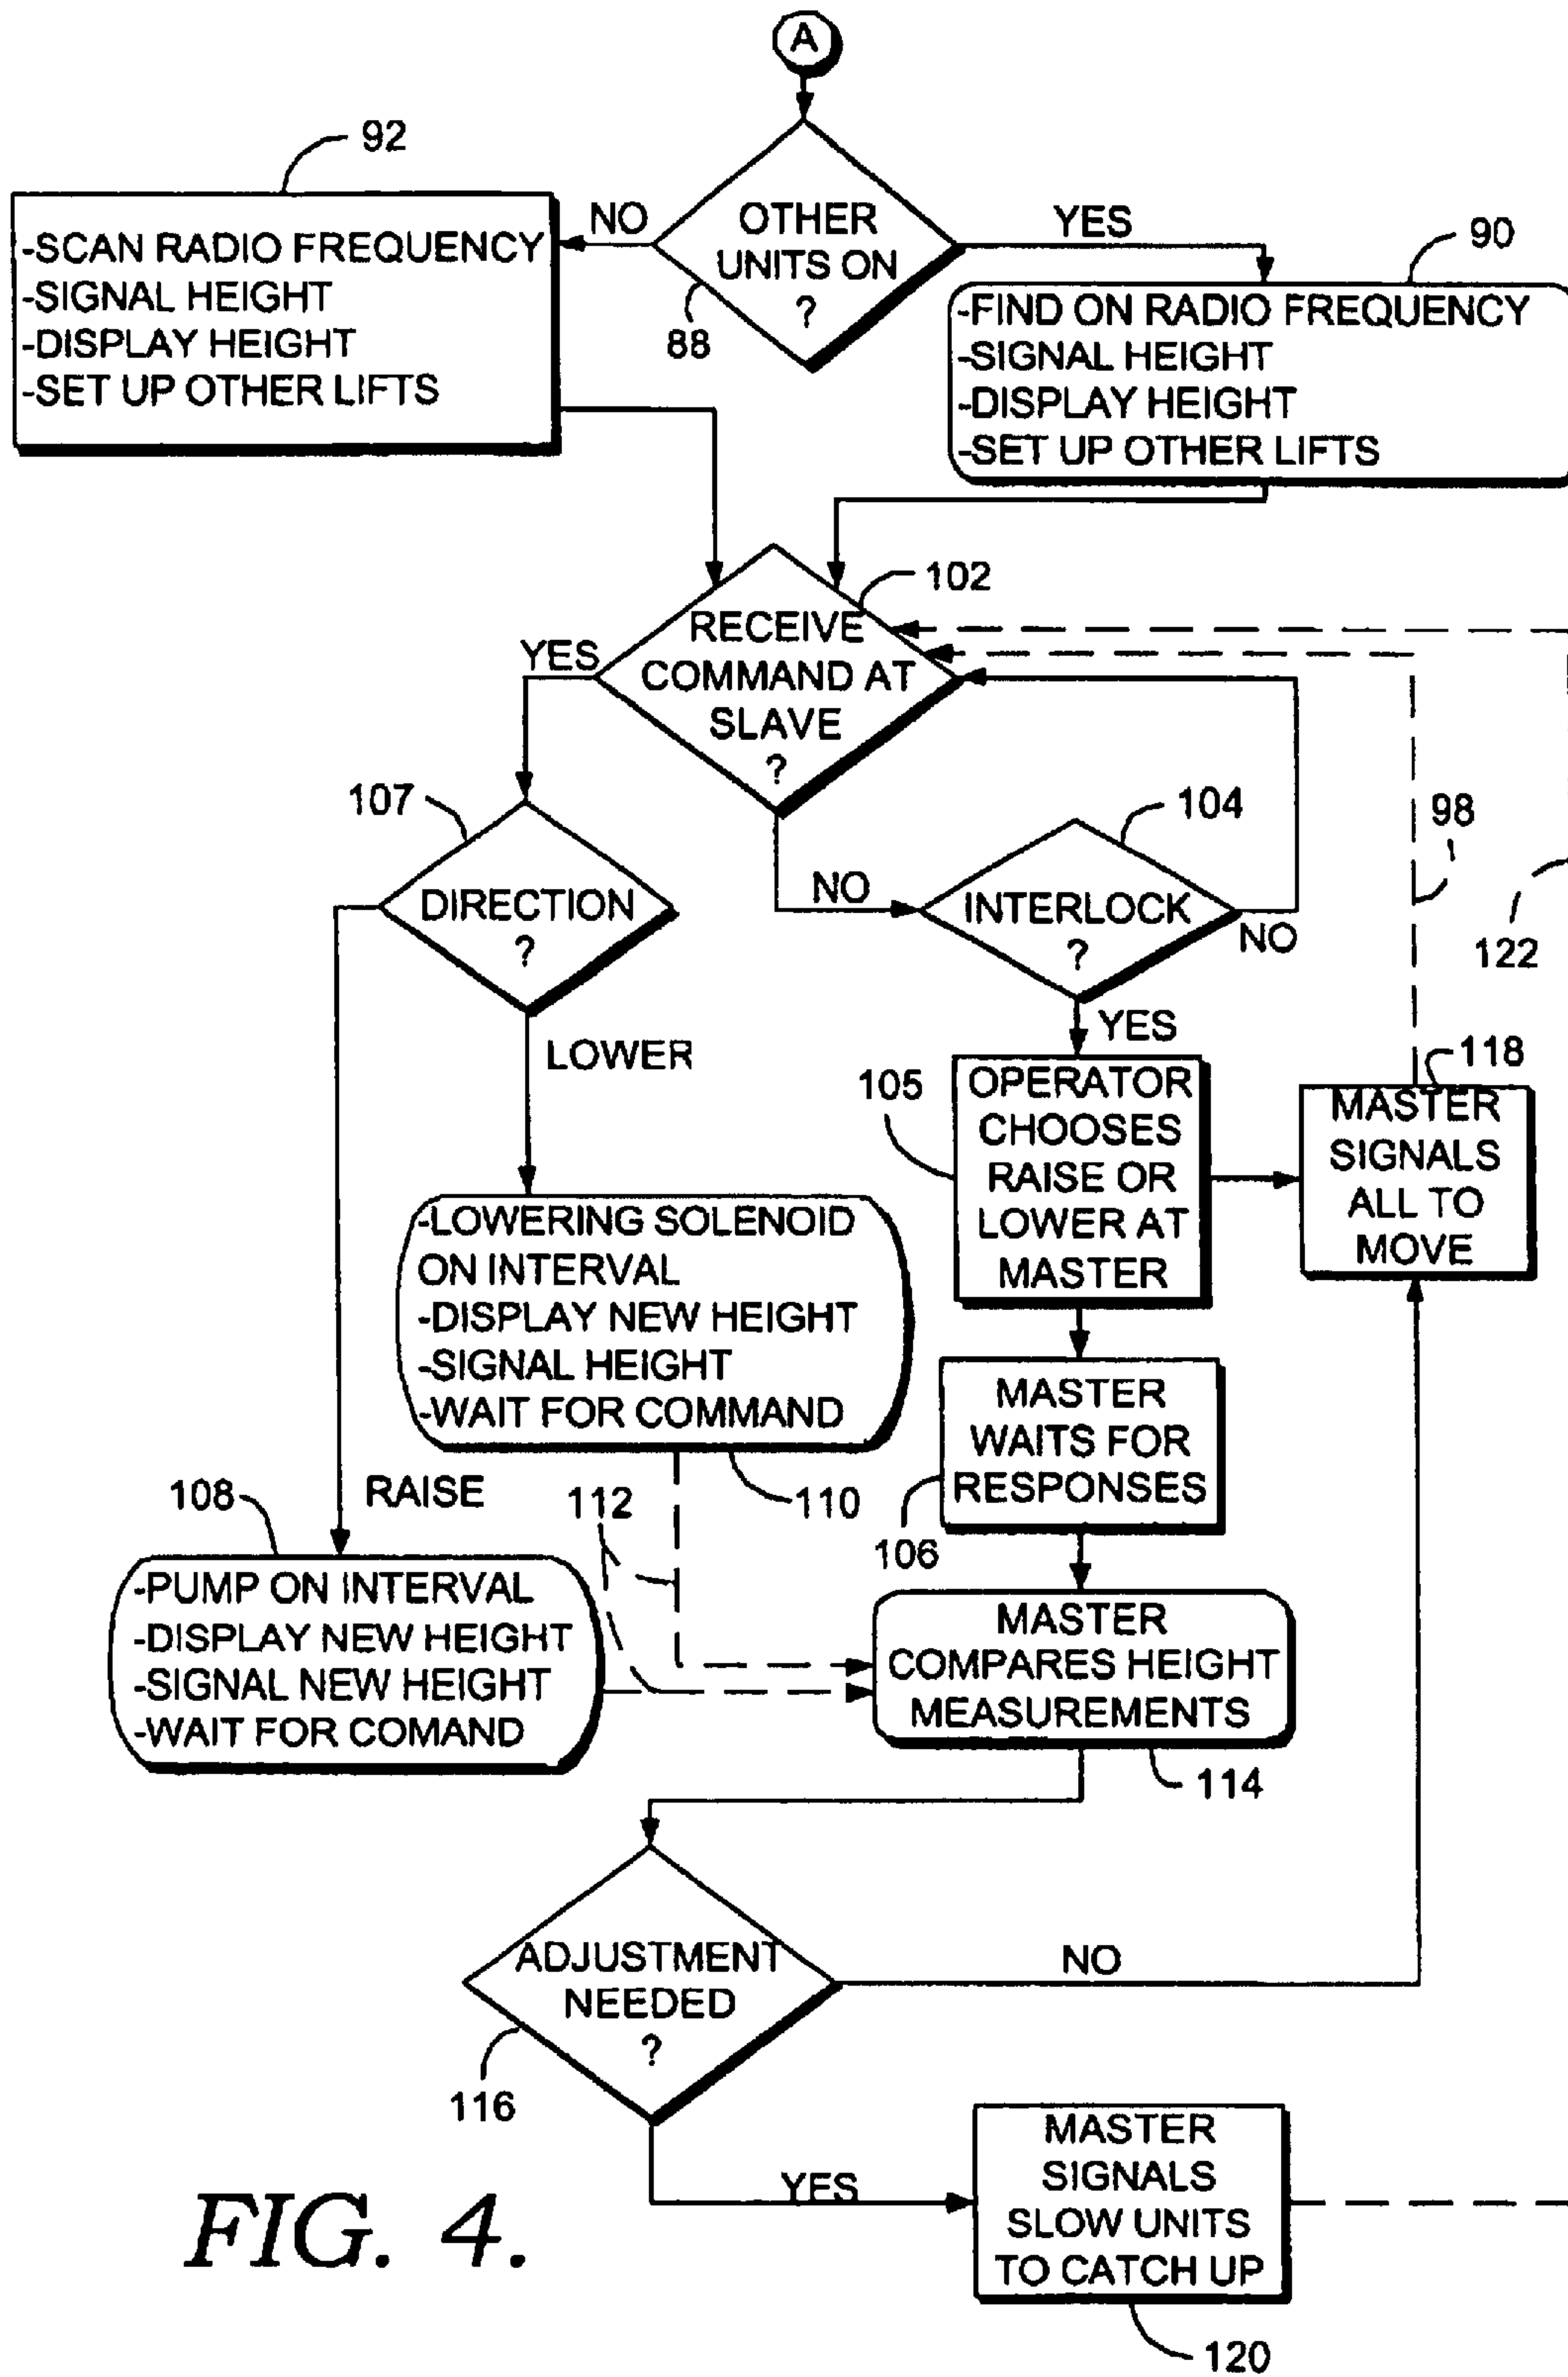 A
92
-SCAN RADIO FREQUENCY
-SIGNAL HEIGHT
-DISPLAY HEIGHT
-SET UP OTHER LIFTS
NO
OTHER
UNITS ON
?
88
YES
90
-FIND ON RADIO FREQUENCY
-SIGNAL HEIGHT
-DISPLAY HEIGHT
-SET UP OTHER LIFTS
102
RECEIVE
COMMAND AT
SLAVE
?
YES
107
DIRECTION
?
NO
104
INTERLOCK
?
NO
98
122
LOWER
YES
105
OPERATOR
CHOOSES
RAISE OR
LOWER AT
MASTER
118
MASTER
SIGNALS
ALL TO
MOVE
-LOWERING SOLENOID
ON INTERVAL
-DISPLAY NEW HEIGHT
-SIGNAL HEIGHT
-WAIT FOR COMMAND
110
MASTER
WAITS FOR
RESPONSES
106
RAISE
108
112
-PUMP ON INTERVAL
-DISPLAY NEW HEIGHT
-SIGNAL NEW HEIGHT
-WAIT FOR COMAND
MASTER
COMPARES HEIGHT
MEASUREMENTS
114
ADJUSTMENT
NEEDED
?
116
NO
YES
MASTER
SIGNALS
SLOW UNITS
TO CATCH UP
120
FIG. 4.